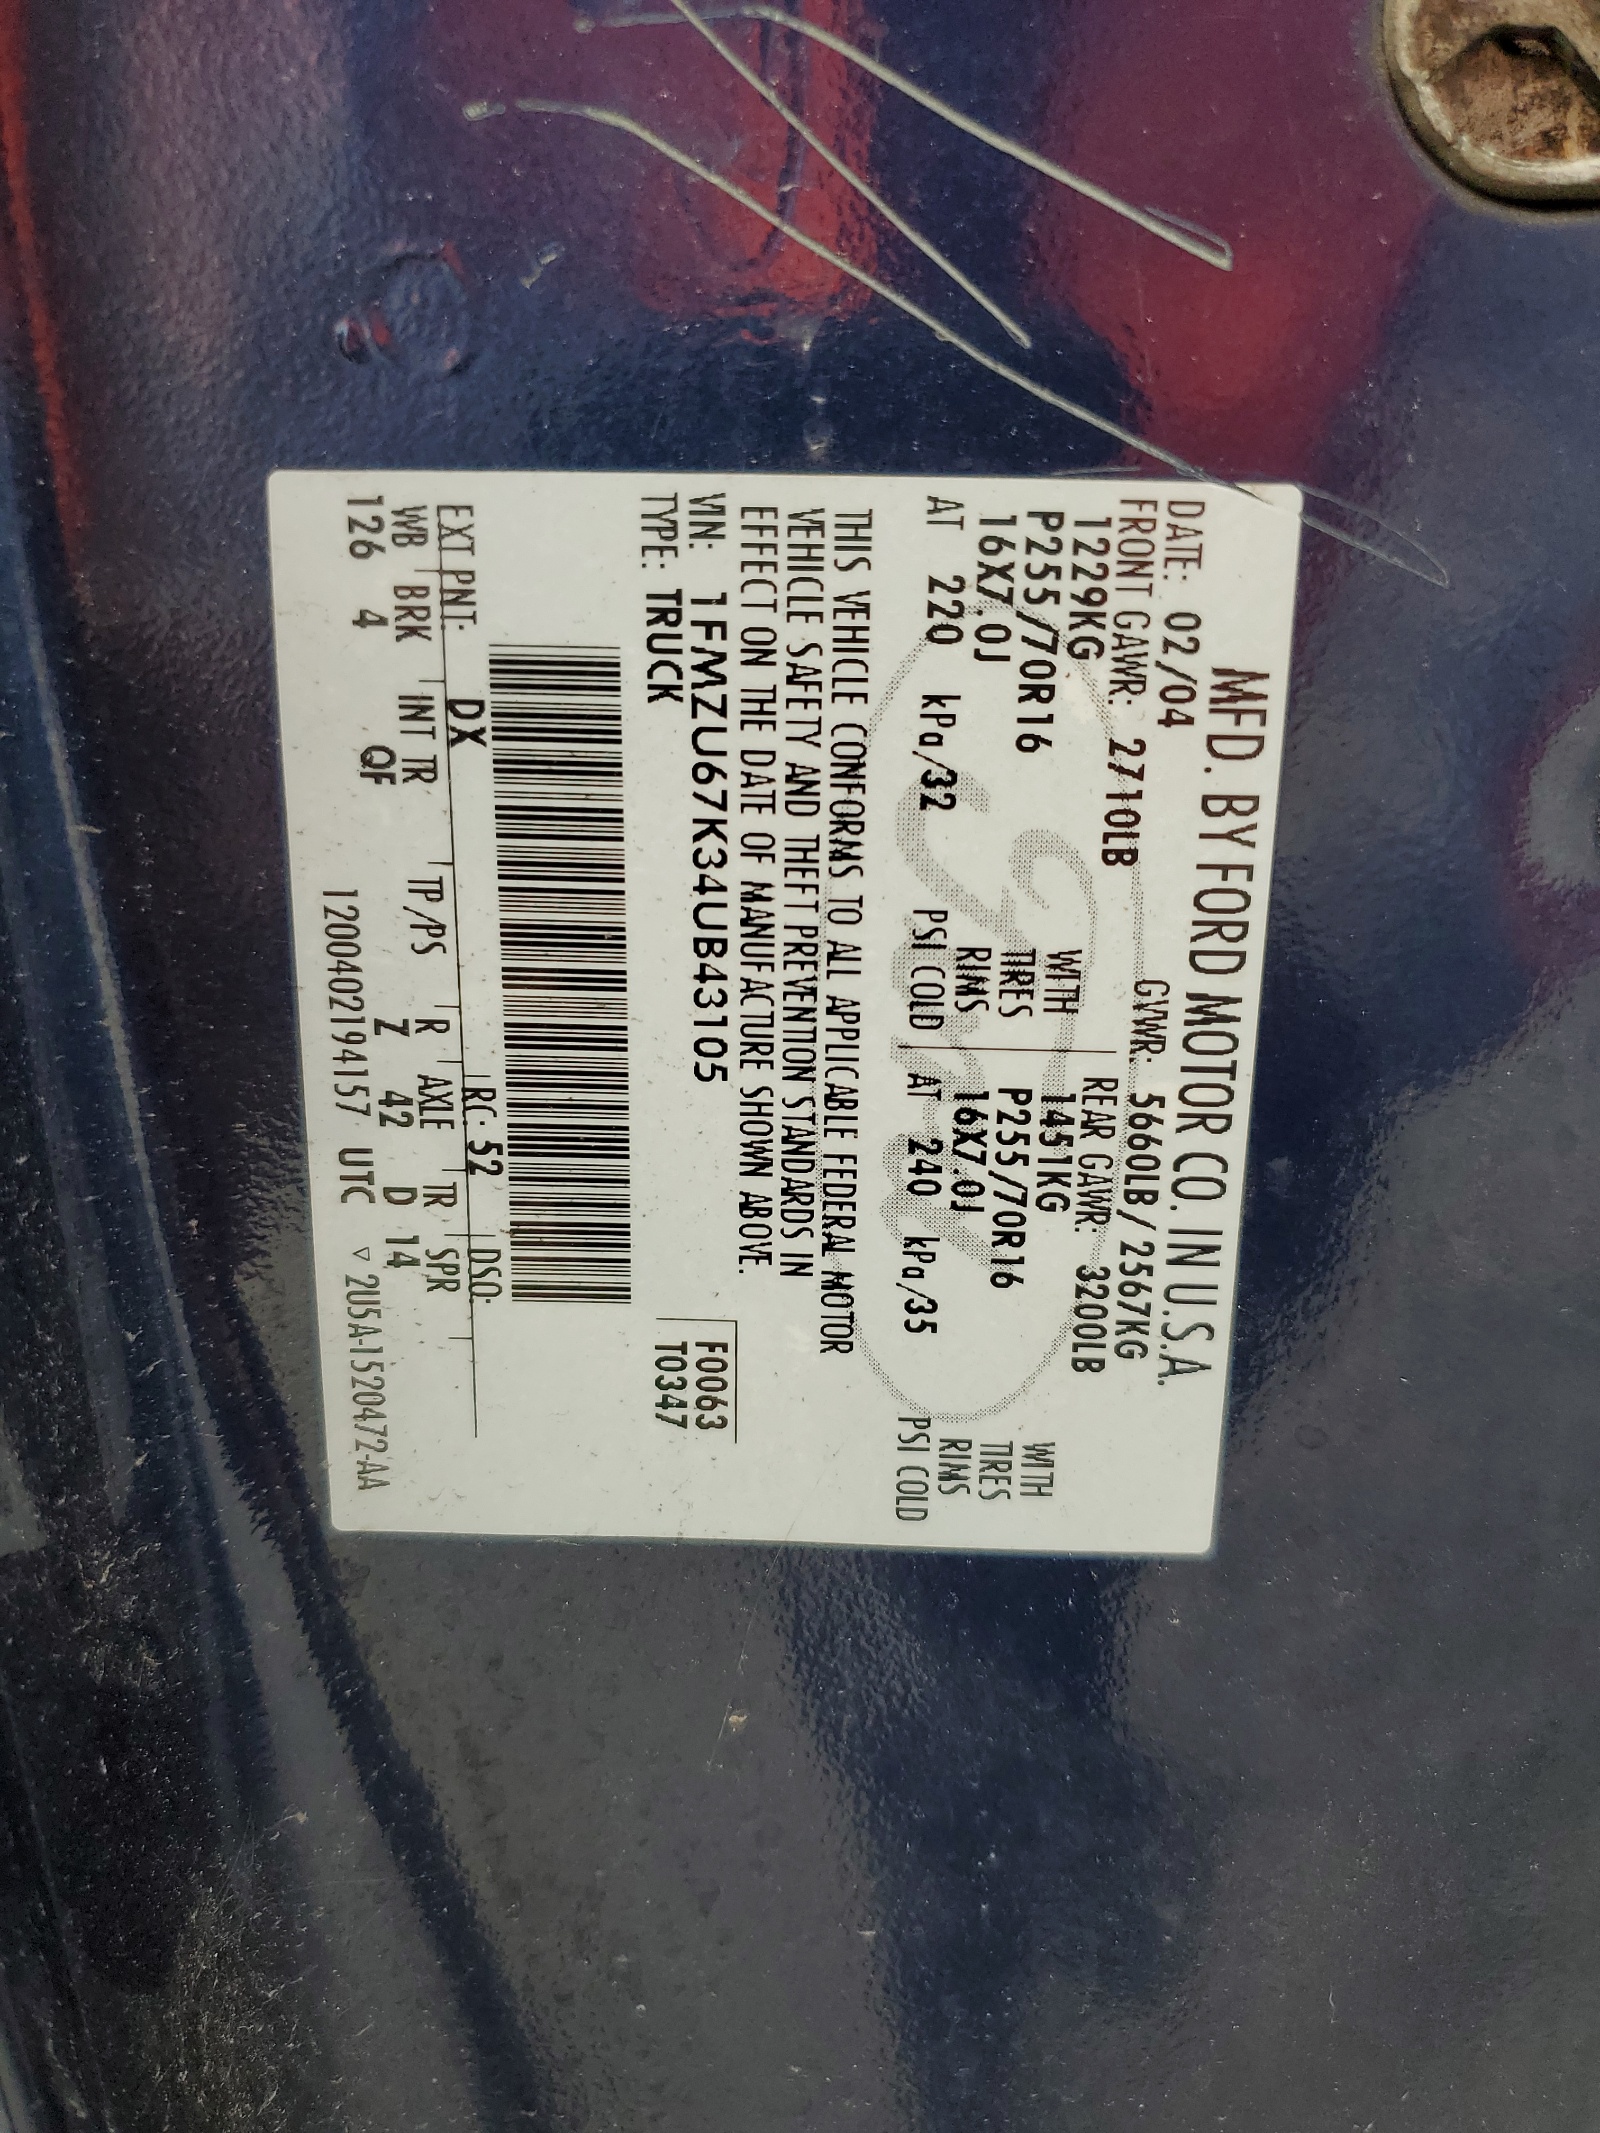 MFD. BY FORD MOTOR CO. IN U.S.A.
DATE: 02/04 GVWR: 5660LB/2567KG
FRONT GAWR: 2710LB REAR GAWR: 3200LB
1229KG WITH 1451KG WITH
P255/70R16 TIRES P255/70R16 TIRES
16X7.0J RIMS 16X7.0J RIMS
AT 220 kPa/32 PSI COLD AT 240 kPa/35 PSI COLD
THIS VEHICLE CONFORMS TO ALL APPLICABLE FEDERAL MOTOR
VEHICLE SAFETY AND THEFT PREVENTION STANDARDS IN
EFFECT ON THE DATE OF MANUFACTURE SHOWN ABOVE.
VIN: 1FMZU67K34UB43105 F0063
TYPE: TRUCK T0347
EXT PNT: DX RC: 52 DSO:
WB BRK INT TR TP/PS R AXLE TR SPR
126 4 QF Z 42 D 14
1200402194157 UTC ▽ 2U5A-1520472-AA
Ford